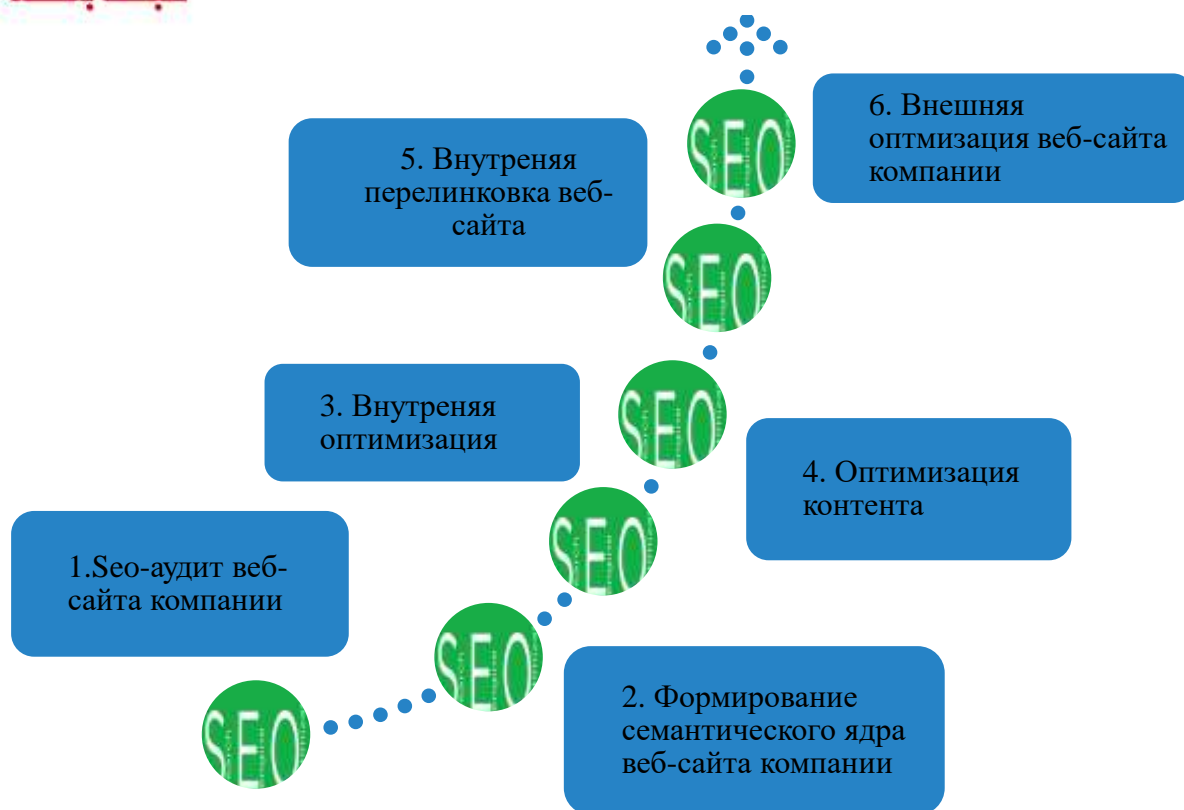 6. Внешняя
оптмизация веб-сайта
компании
5. Внутреняя
перелинковка веб-
сайта
3. Внутреняя
оптимизация
4. Оптимизация
контента
1.Seo-аудит веб-
сайта компании
2. Формирование
семантического ядра
веб-сайта компании
SEO
SEO
SEO
SEO
SEO
SEO